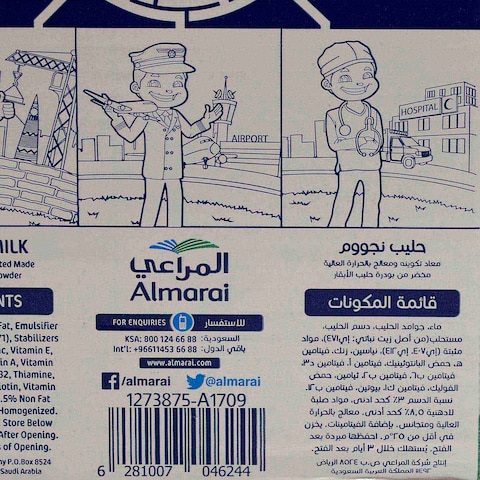 AIRPORT
HOSPITAL
MILK
ted Made
owder
NTS
Fat, Emulsifier
71), Stabilizers
c, Vitamin E,
in A, Vitamin
B2, Thiamine,
iotin, Vitamin
.5% Non Fat
Homogenized.
Store Below
After Opening.
s of Opening.
ny P.O.Box 8524
Saudi Arabia
المراعي
Almarai
FOR ENQUIRIES للاستفسار
KSA: 800 124 66 88 السعودية:
Int'l: +96611453 66 88 باقي الدول:
www.almarai.com
/almarai @almarai
1273875-A1709
6 281007 046244
حليب نجووم
معاد تكوينه ومعالج بالحرارة العالية
محضر من بودرة حليب الأبقار
قائمة المكونات
ماء، جوامد الحليب، دسم الحليب،
مستحلب (من أصل زيت نباتي: إي٤٧١)، مواد
مثبتة (إي٤٠٧، إي٤١٢)، نياسين، زنك، فيتامين
هـ، حمض البانتوثينيك، فيتامين أ، فيتامين د٣،
فيتامين ب٦، فيتامين ب٢، ثيامين، حمض
الفوليك، فيتامين ك١، بيوتين، فيتامين ب١٢.
نسبة الدسم ٣٪ كحد أدنى، مواد صلبة
لادهنية ٨,٥٪ كحد أدنى. معالج بالحرارة
العالية ومتجانس. بإضافة الفيتامينات. يخزن
في أقل من ٢٥°م. احفظها مبردة بعد
الفتح. يُستهلك خلال ٣ أيام بعد الفتح.
إنتاج شركة المراعي ص.ب ٨٥٢٤ الرياض
المملكة العربية السعودية